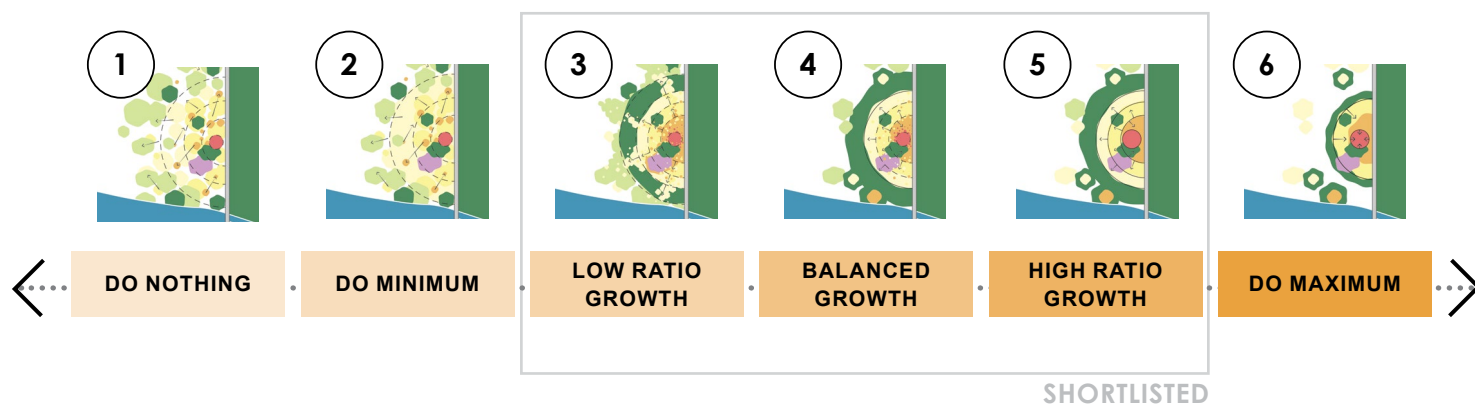 1
2
3
4
5
6
DO NOTHING
DO MINIMUM
LOW RATIO
GROWTH
BALANCED
GROWTH
HIGH RATIO
GROWTH
DO MAXIMUM
SHORTLISTED